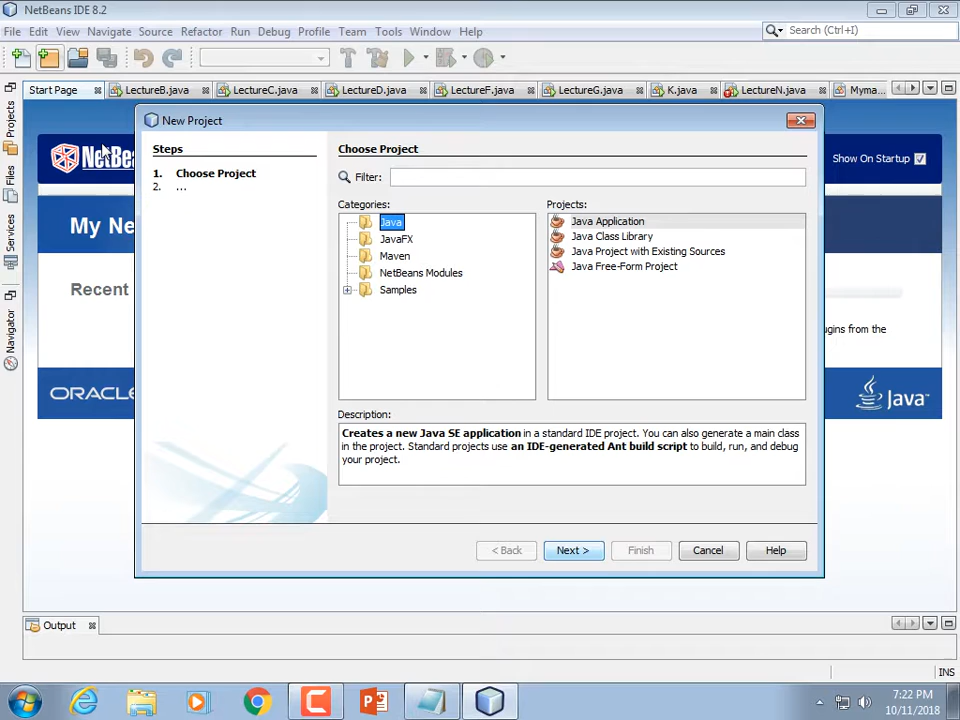 NetBeans IDE 8.2
File Edit View Navigate Source Refactor Run Debug Profile Team Tools Window Help
Search (Ctrl+I)
Start Page LectureB.java LectureC.java LectureD.java LectureF.java LectureG.java K.java LectureN.java Myma...
Projects
Files
Services
Navigator
NetBea
Show On Startup
My Ne
Recent
ugins from the
ORACL
Java
New Project
Steps
1. Choose Project
2. ...
Choose Project
Filter:
Categories:
Java
JavaFX
Maven
NetBeans Modules
Samples
Projects:
Java Application
Java Class Library
Java Project with Existing Sources
Java Free-Form Project
Description:
Creates a new Java SE application in a standard IDE project. You can also generate a main class
in the project. Standard projects use an IDE-generated Ant build script to build, run, and debug
your project.
< Back Next > Finish Cancel Help
Output
INS
7:22 PM
10/11/2018